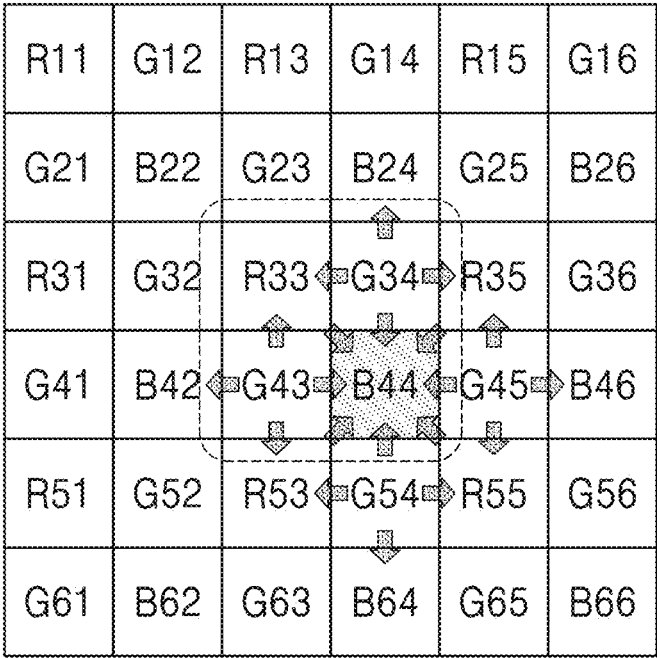 R11 G12 R13 G14 R15 G16
G21 B22 G23 B24 G25 B26
R31 G32 R33 G34 R35 G36
G41 B42 G43 B44 G45 B46
R51 G52 R53 G54 R55 G56
G61 B62 G63 B64 G65 B66